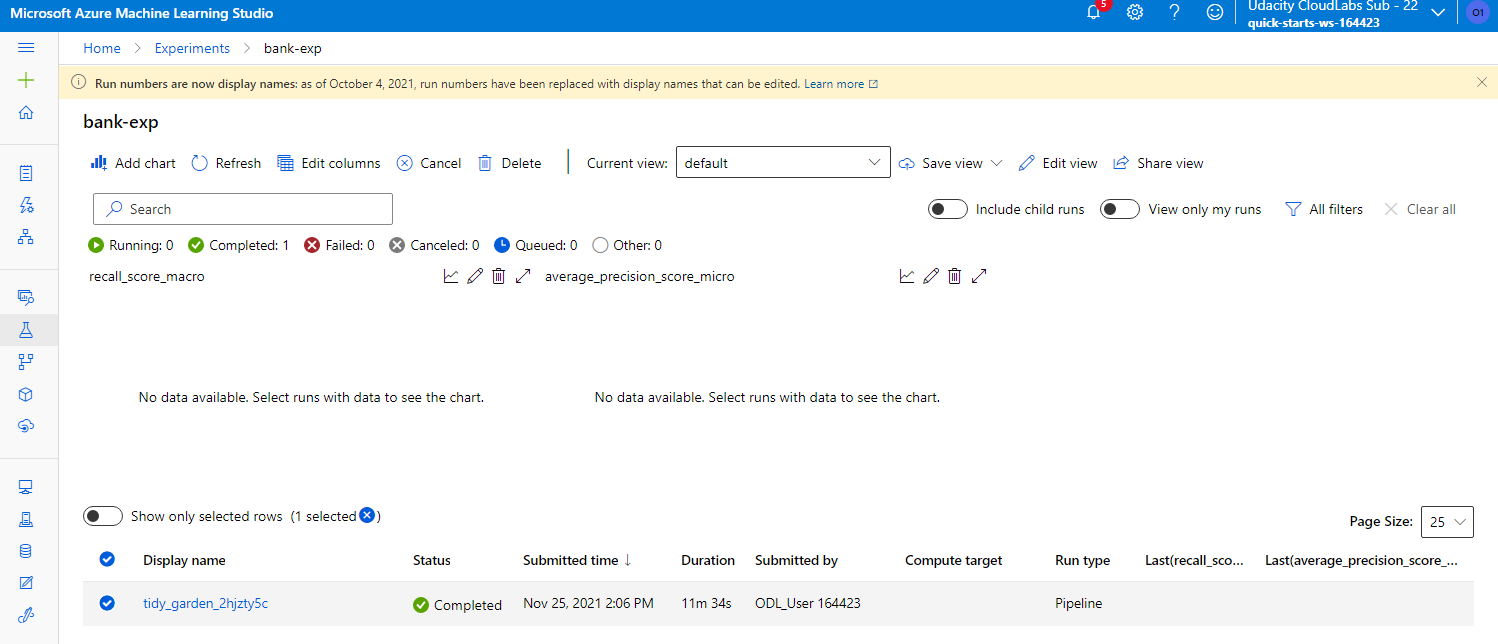 Microsoft Azure Machine Learning Studio
5
Udacity CloudLabs Sub - 22
quick-starts-ws-164423
O1
Home > Experiments > bank-exp
Run numbers are now display names: as of October 4, 2021, run numbers have been replaced with display names that can be edited. Learn more
bank-exp
Add chart Refresh Edit columns Cancel Delete Current view: default Save view Edit view Share view
Search Include child runs View only my runs All filters Clear all
Running: 0 Completed: 1 Failed: 0 Canceled: 0 Queued: 0 Other: 0
recall_score_macro average_precision_score_micro
No data available. Select runs with data to see the chart. No data available. Select runs with data to see the chart.
Show only selected rows (1 selected) Page Size: 25
Display name Status Submitted time ↓ Duration Submitted by Compute target Run type Last(recall_sco... Last(average_precision_score_...
tidy_garden_2hjzty5c Completed Nov 25, 2021 2:06 PM 11m 34s ODL_User 164423 Pipeline